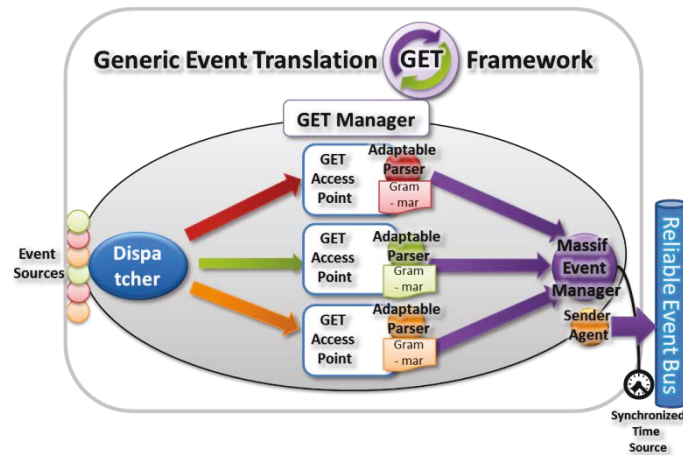 Generic Event Translation GET Framework
GET Manager
GET
Access
Point
Adaptable
Parser
Gram
- mar
Event
Sources
Dispa
tcher
GET
Access
Point
Adaptable
Parser
Gram
- mar
GET
Access
Point
Adaptable
Parser
Gram
- mar
Massif
Event
Manager
Sender
Agent
Reliable Event Bus
Synchronized
Time
Source